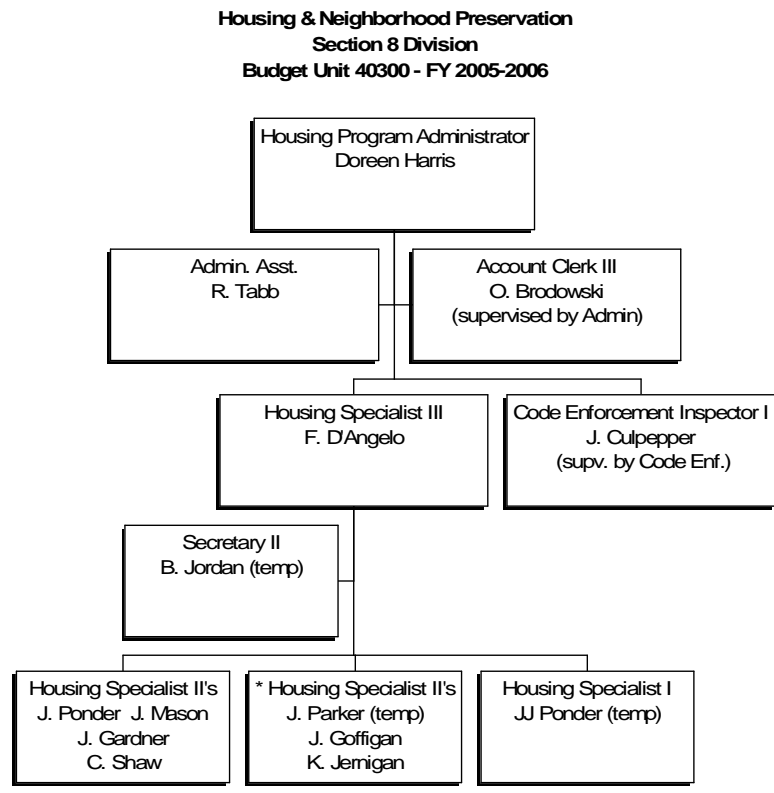 Housing & Neighborhood Preservation
Section 8 Division
Budget Unit 40300 - FY 2005-2006
Housing Program Administrator
Doreen Harris
Admin. Asst.
R. Tabb
Account Clerk III
O. Brodowski
(supervised by Admin)
Housing Specialist III
F. D'Angelo
Code Enforcement Inspector I
J. Culpepper
(supv. by Code Enf.)
Secretary II
B. Jordan (temp)
Housing Specialist II's
J. Ponder J. Mason
J. Gardner
C. Shaw
* Housing Specialist II's
J. Parker (temp)
J. Goffigan
K. Jernigan
Housing Specialist I
JJ Ponder (temp)